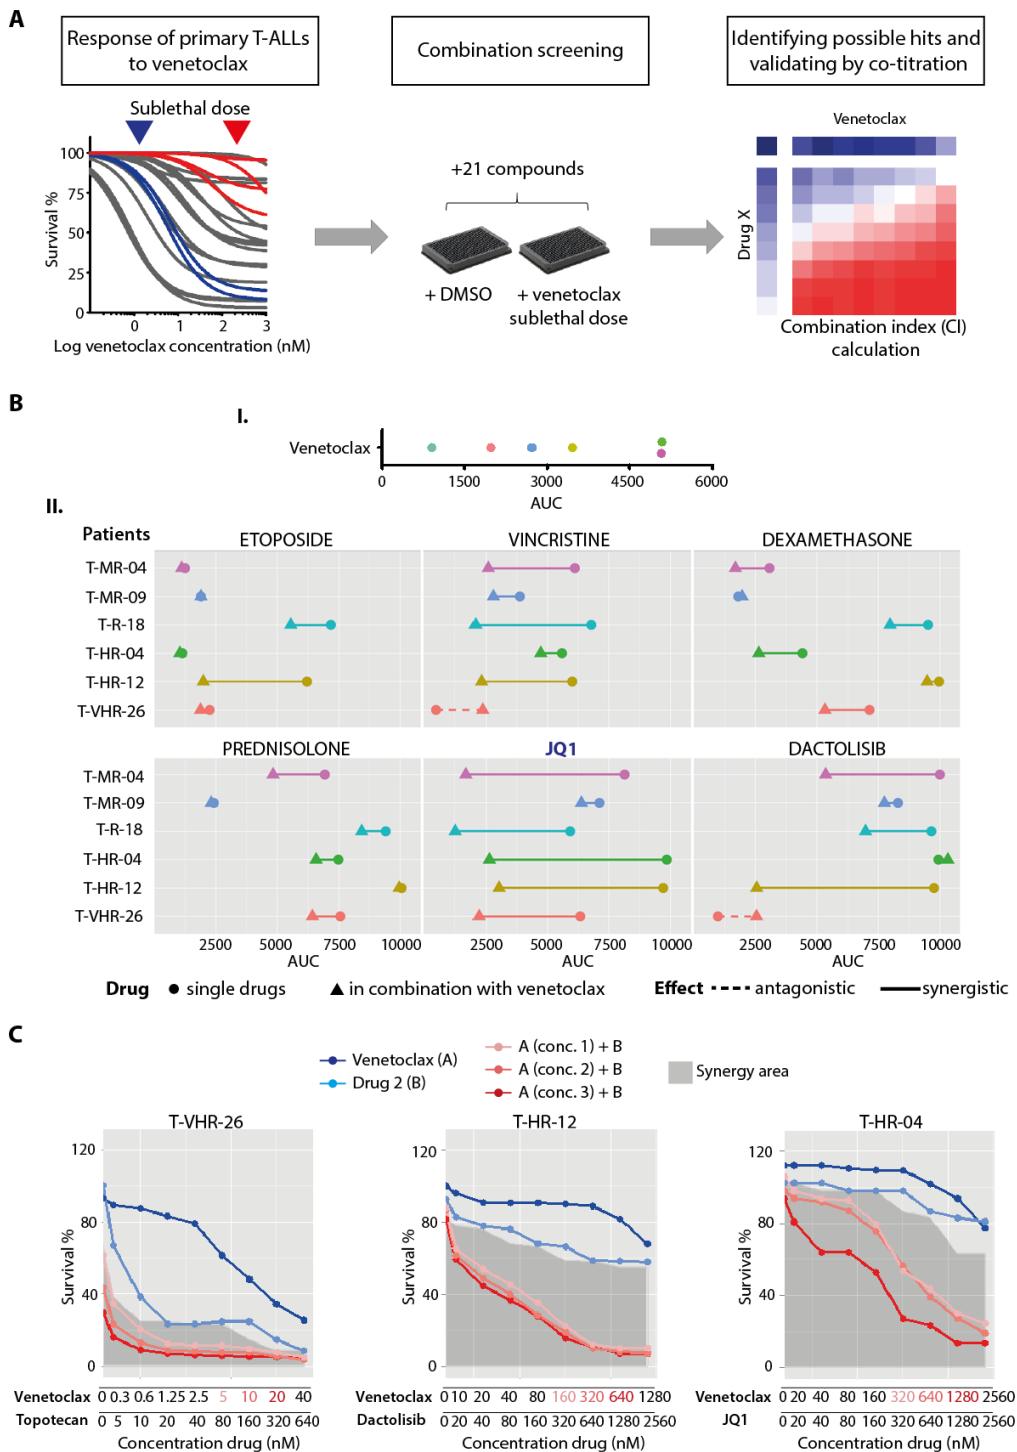 A
Response of primary T-ALLs
to venetoclax
Combination screening
Identifying possible hits and
validating by co-titration
Sublethal dose
100
75
50
25
0
Survival %
0 1 2 3
Log venetoclax concentration (nM)
+21 compounds
+ DMSO
+ venetoclax
sublethal dose
Venetoclax
Drug X
Combination index (CI)
calculation
B
I.
Venetoclax
0 1500 3000 4500 6000
AUC
II.
Patients
ETOPOSIDE VINCRISTINE DEXAMETHASONE
T-MR-04
T-MR-09
T-R-18
T-HR-04
T-HR-12
T-VHR-26
PREDNISOLONE JQ1 DACTOLISIB
T-MR-04
T-MR-09
T-R-18
T-HR-04
T-HR-12
T-VHR-26
2500 5000 7500 10000 2500 5000 7500 10000 2500 5000 7500 10000
AUC AUC AUC
Drug single drugs in combination with venetoclax Effect antagonistic synergistic
C
Venetoclax (A)
Drug 2 (B)
A (conc. 1) + B
A (conc. 2) + B
A (conc. 3) + B
Synergy area
T-VHR-26
120
80
40
0
Survival %
Venetoclax 0 0.3 0.6 1.25 2.5 5 10 20 40
Topotecan 0 5 10 20 40 80 160 320 640
Concentration drug (nM)
T-HR-12
120
80
40
0
Survival %
Venetoclax 0 10 20 40 80 160 320 640 1280
Dactolisib 0 20 40 80 160 320 640 1280 2560
Concentration drug (nM)
T-HR-04
120
80
40
0
Survival %
Venetoclax 0 20 40 80 160 320 640 1280 2560
JQ1 0 20 40 80 160 320 640 1280 2560
Concentration drug (nM)